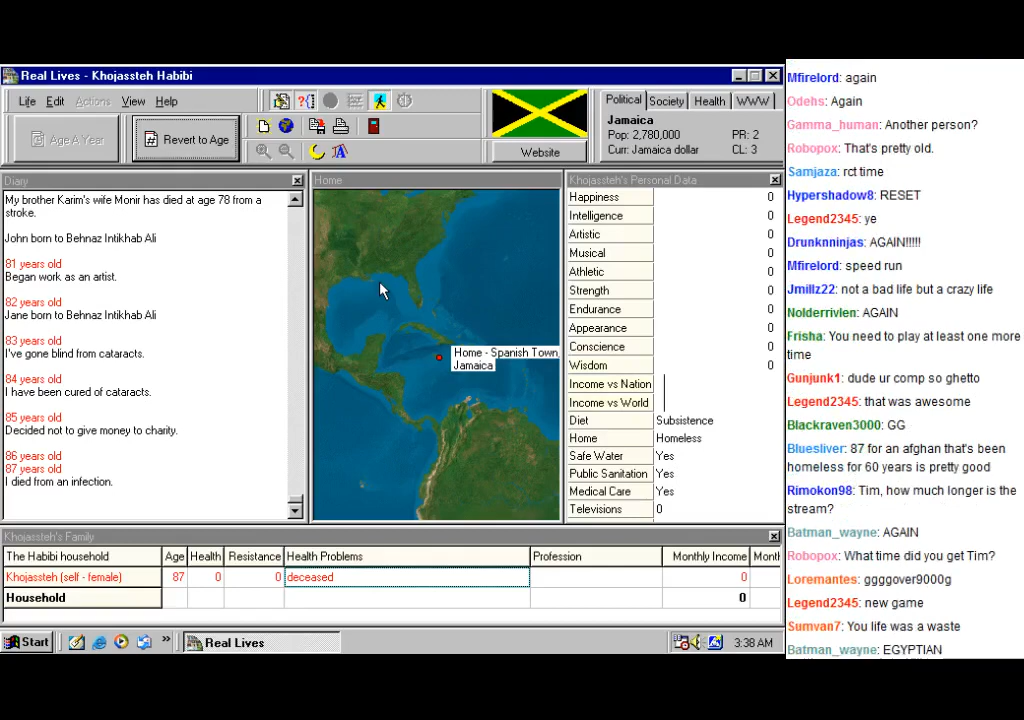 Real Lives - Khojassteh Habibi
Life Edit Actions View Help
Age A Year
Revert to Age
Website
Political Society Health WWW
Jamaica
Pop: 2,780,000 PR: 2
Curr: Jamaica dollar CL: 3
Diary
My brother Karim's wife Monir has died at age 78 from a
stroke.
John born to Behnaz Intikhab Ali
81 years old
Began work as an artist.
82 years old
Jane born to Behnaz Intikhab Ali
83 years old
I've gone blind from cataracts.
84 years old
I have been cured of cataracts.
85 years old
Decided not to give money to charity.
86 years old
87 years old
I died from an infection.
Home
Home - Spanish Town,
Jamaica
Khojassteh's Personal Data
Happiness 0
Intelligence 0
Artistic 0
Musical 0
Athletic 0
Strength 0
Endurance 0
Appearance 0
Conscience 0
Wisdom 0
Income vs Nation
Income vs World
Diet Subsistence
Home Homeless
Safe Water Yes
Public Sanitation Yes
Medical Care Yes
Televisions 0
Khojassteh's Family
The Habibi household Age Health Resistance Health Problems Profession Monthly Income Month
Khojassteh (self - female) 87 0 0 deceased 0
Household 0
Start
Real Lives
3:38 AM
Mfirelord: again
Odehs: Again
Gamma_human: Another person?
Robopox: That's pretty old.
Samjaza: rct time
Hypershadow8: RESET
Legend2345: ye
Drunknninjas: AGAIN!!!!!
Mfirelord: speed run
Jmillz22: not a bad life but a crazy life
Nolderrivlen: AGAIN
Frisha: You need to play at least one more
time
Gunjunk1: dude ur comp so ghetto
Legend2345: that was awesome
Blackraven3000: GG
Bluesliver: 87 for an afghan that's been
homeless for 60 years is pretty good
Rimokon98: Tim, how much longer is the
stream?
Batman_wayne: AGAIN
Robopox: What time did you get Tim?
Loremantes: ggggover9000g
Legend2345: new game
Sumvan7: You life was a waste
Batman_wayne: EGYPTIAN